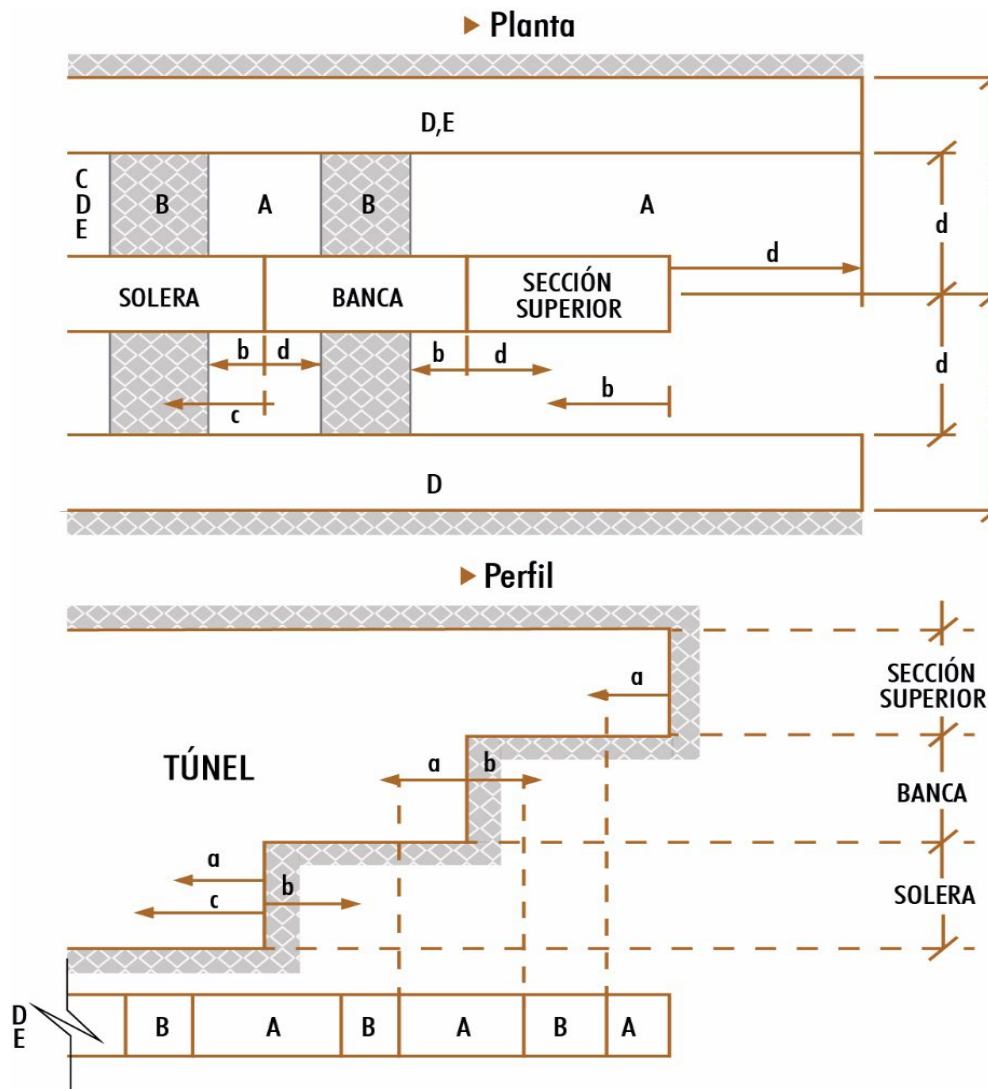 ► Planta
D,E
C
D
E
B
A
B
A
d
d
SOLERA
BANCA
SECCIÓN
SUPERIOR
b
d
b
d
b
c
d
D
► Perfil
a
SECCIÓN
SUPERIOR
TÚNEL
a
b
BANCA
a
b
c
SOLERA
D
E
B
A
B
A
B
A